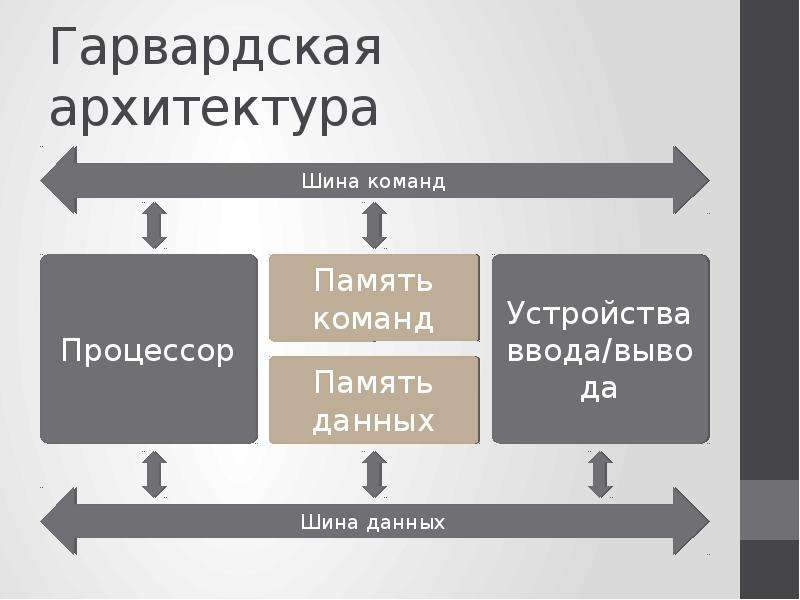 Гарвардская
архитектура
Шина команд
Процессор
Память
команд
Память
данных
Устройства
ввода/выво
да
Шина данных